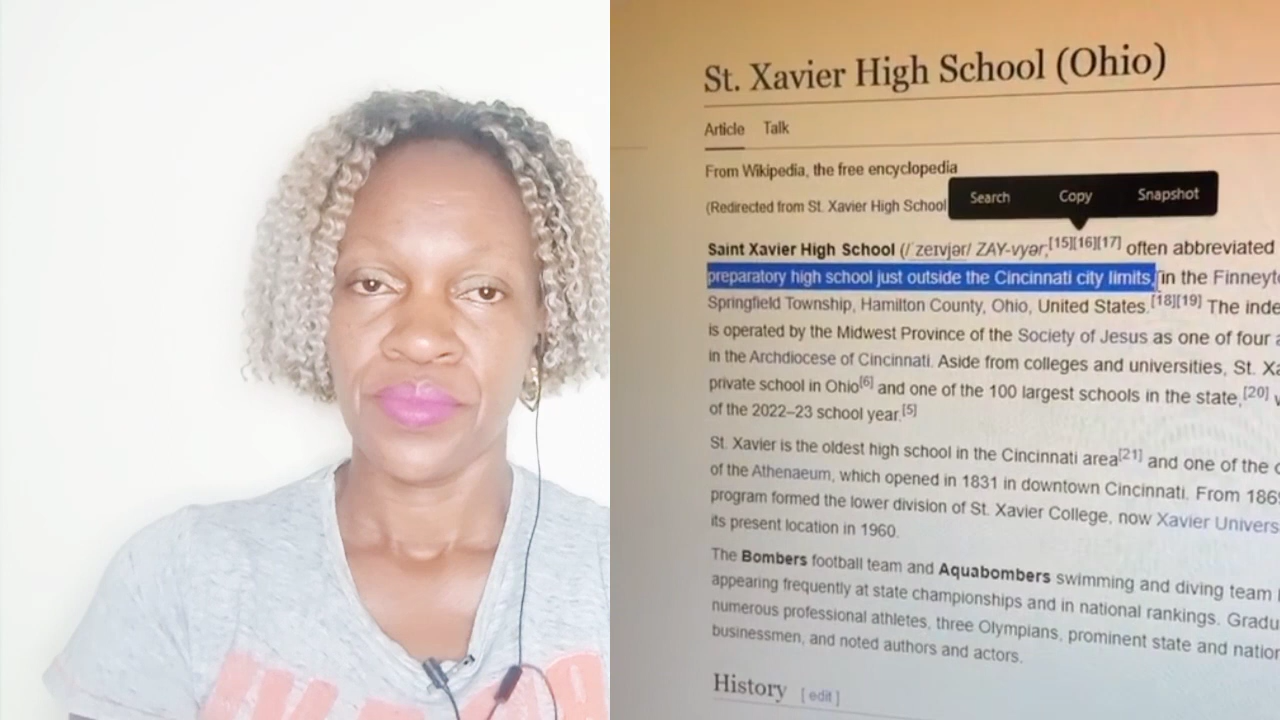 St. Xavier High School (Ohio)
Article Talk
From Wikipedia, the free encyclopedia
(Redirected from St. Xavier High School
Search Copy Snapshot
Saint Xavier High School (/ˈzeɪvjər/ ZAY-vyər;[15][16][17] often abbreviated
preparatory high school just outside the Cincinnati city limits, in the
Springfield Township, Hamilton County, Ohio, United States.[18][19] The
is operated by the Midwest Province of the Society of Jesus as one of four
in the Archdiocese of Cincinnati. Aside from colleges and universities, St.
private school in Ohio[6] and one of the 100 largest schools in the state,[20]
of the 2022–23 school year.[5]
St. Xavier is the oldest high school in the Cincinnati area[21] and one of the
of the Athenaeum, which opened in 1831 in downtown Cincinnati. From
program formed the lower division of St. Xavier College, now Xavier
its present location in 1960.
The Bombers football team and Aquabombers swimming and diving team
appearing frequently at state championships and in national rankings.
numerous professional athletes, three Olympians, prominent state and
businessmen, and noted authors and actors.
History [ edit ]